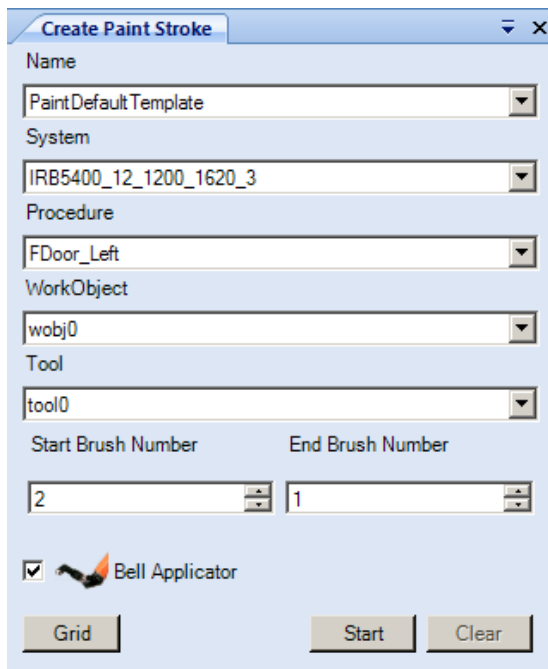 Create Paint Stroke
Name
PaintDefaultTemplate
System
IRB5400_12_1200_1620_3
Procedure
FDoor_Left
WorkObject
wobj0
Tool
tool0
Start Brush Number End Brush Number
2 1
Bell Applicator
Grid Start Clear